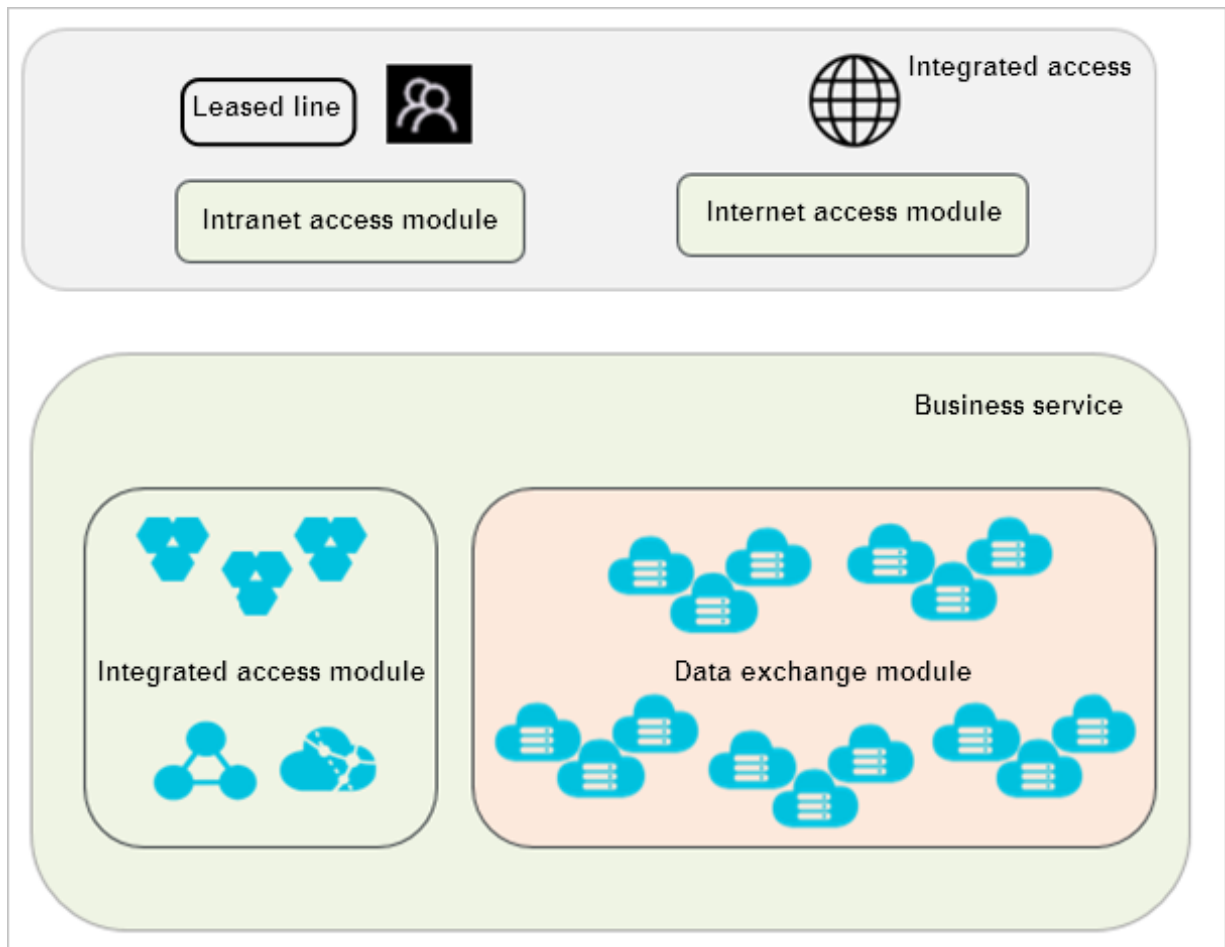 Integrated access
Leased line
Intranet access module
Internet access module
Business service
Integrated access module
Data exchange module